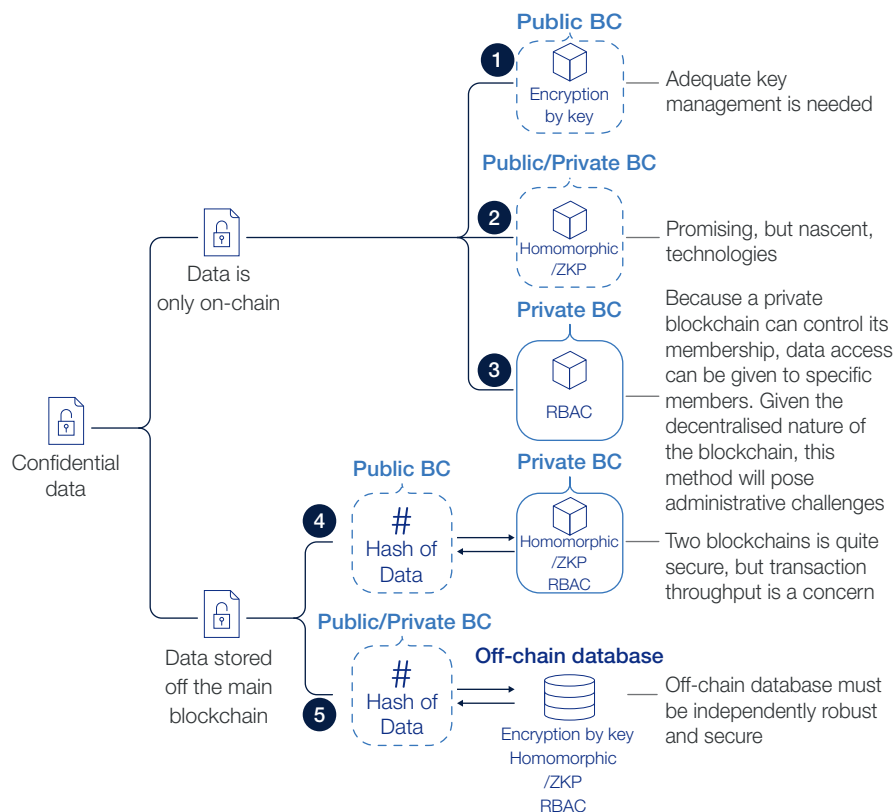 Public BC
1
Encryption
by key
Adequate key
management is needed
Public/Private BC
2
Homomorphic
/ZKP
Promising, but nascent,
technologies
Data is
only on-chain
Private BC
3
RBAC
Because a private
blockchain can control its
membership, data access
can be given to specific
members. Given the
decentralised nature of
the blockchain, this
method will pose
administrative challenges
Confidential
data
Public BC
4
#
Hash of
Data
Private BC
Homomorphic
/ZKP
RBAC
Two blockchains is quite
secure, but transaction
throughput is a concern
Data stored
off the main
blockchain
Public/Private BC
5
#
Hash of
Data
Off-chain database
Encryption by key
Homomorphic
/ZKP
RBAC
Off-chain database must
be independently robust
and secure